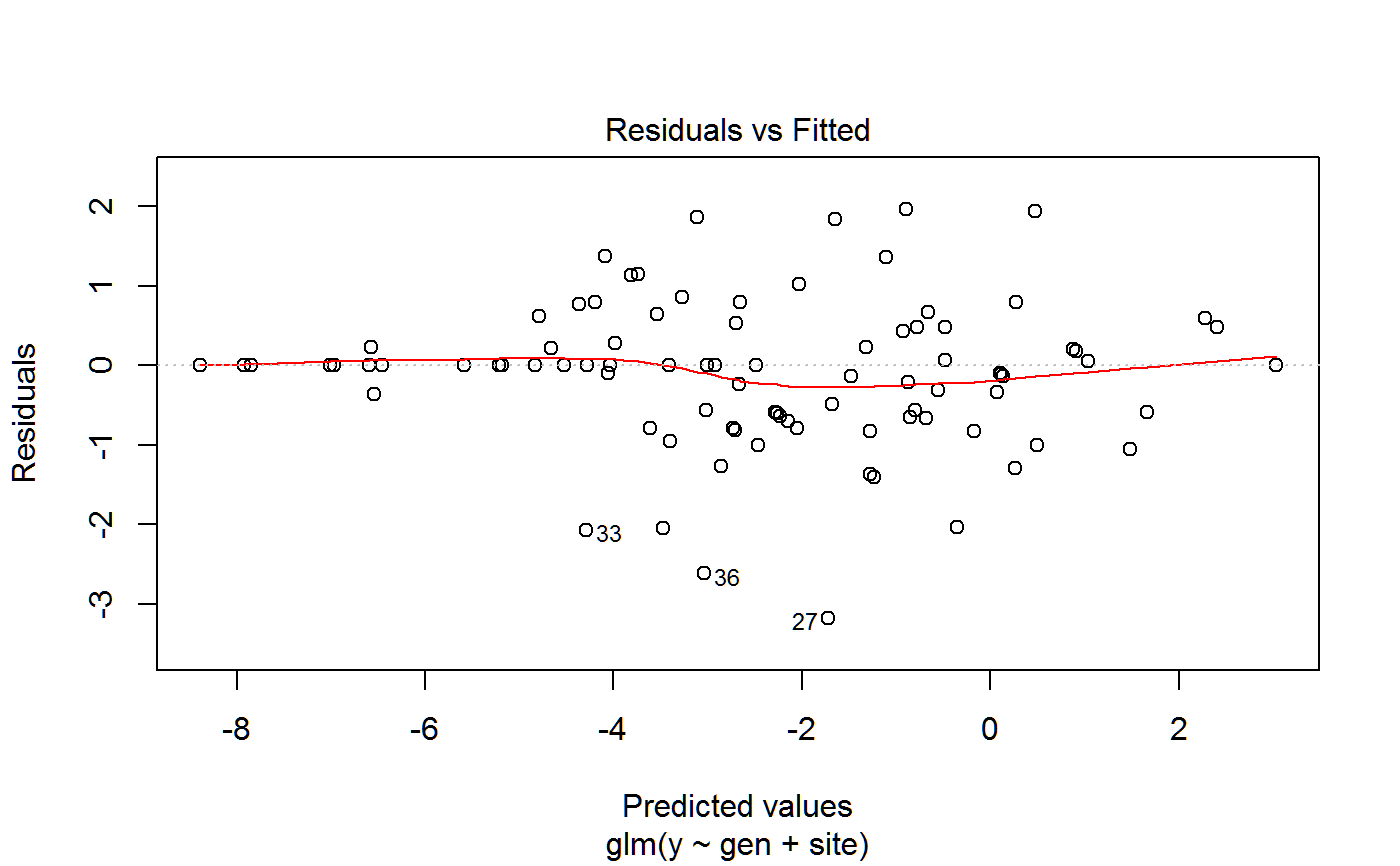 Residuals vs Fitted
Residuals
2
1
0
-1
-2
-3
33
36
27
-8 -6 -4 -2 0 2
Predicted values
glm(y ~ gen + site)